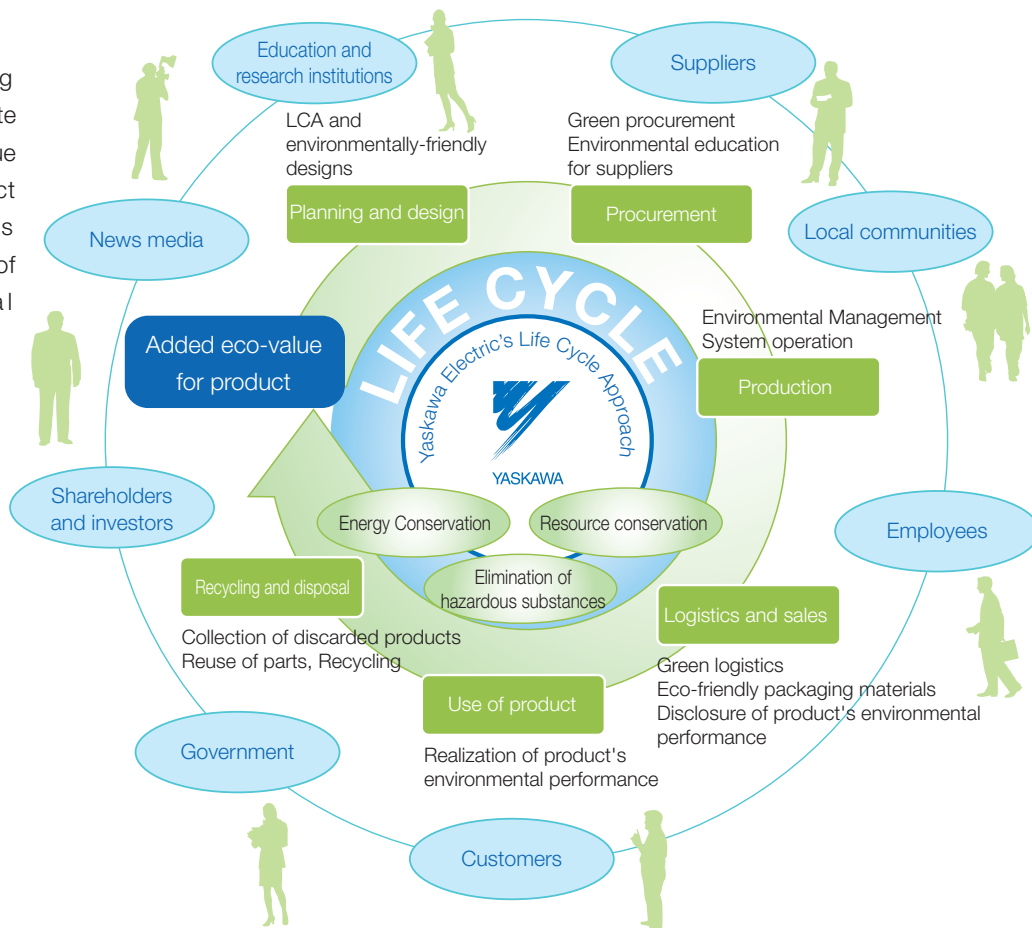 Education and
research institutions
Suppliers
LCA and
environmentally-friendly
designs
Green procurement
Environmental education
for suppliers
Planning and design
Procurement
News media
Local communities
LIFE CYCLE
Environmental Management
System operation
Added eco-value
for product
Yaskawa Electric's Life Cycle Approach
Production
YASKAWA
Shareholders
and investors
Energy Conservation
Resource conservation
Employees
Elimination of
hazardous substances
Recycling and disposal
Logistics and sales
Collection of discarded products
Reuse of parts, Recycling
Green logistics
Eco-friendly packaging materials
Disclosure of product's environmental
performance
Use of product
Realization of product's
environmental performance
Government
Customers